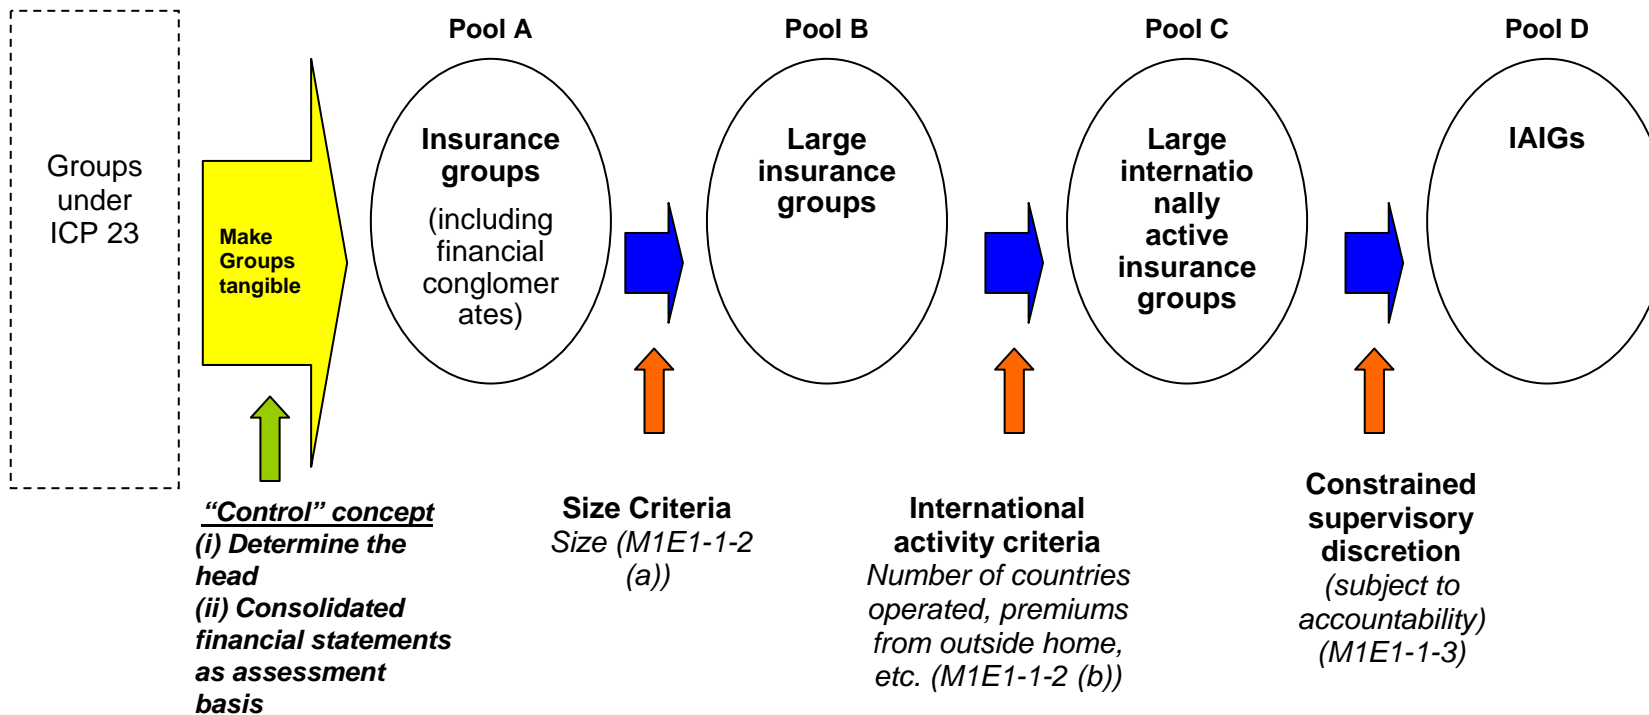 Pool A
Pool B
Pool C
Pool D
Groups
under
ICP 23
Make
Groups
tangible
Insurance
groups
(including
financial
conglomer
ates)
Large
insurance
groups
Large
internatio
nally
active
insurance
groups
IAIGs
“Control” concept
(i) Determine the
head
(ii) Consolidated
financial statements
as assessment
basis
Size Criteria
Size (M1E1-1-2
(a))
International
activity criteria
Number of countries
operated, premiums
from outside home,
etc. (M1E1-1-2 (b))
Constrained
supervisory
discretion
(subject to
accountability)
(M1E1-1-3)